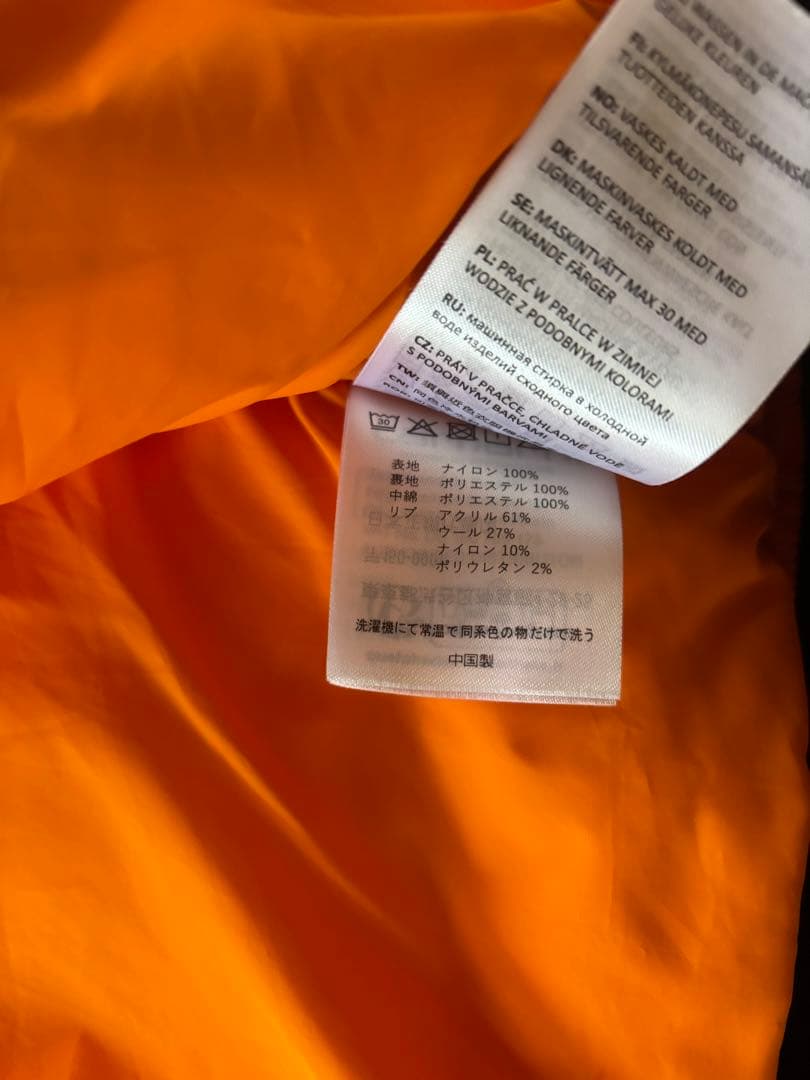 WASSEN IN DE
GELIJKE KLEUREN
FI: KYLMÄKONEPESU
TUOTTEIDEN KANSSA
NO: VASKES KALDT MED
TILSVARENDE FARGER
DK: MASKINVASKES KOLDT MED
LIGNENDE FARVER
SE: MASKINTVÄTT MAX 30 MED
LIKNANDE FÄRGER
PL: PRAĆ W PRALCE W ZIMNEJ
WODZIE Z PODOBNYMI KOLORAMI
RU: машинная стирка в холодной
воде изделий сходного цвета
CZ: PRÁT V PRAČCE, CHLADNÉ VODĚ
S PODOBNÝMI BARVAMI
TW:
CN:
30
表地 ナイロン 100%
裏地 ポリエステル 100%
中綿 ポリエステル 100%
リブ アクリル 61%
ウール 27%
ナイロン 10%
ポリウレタン 2%
洗濯機にて常温で同系色の物だけで洗う
中国製